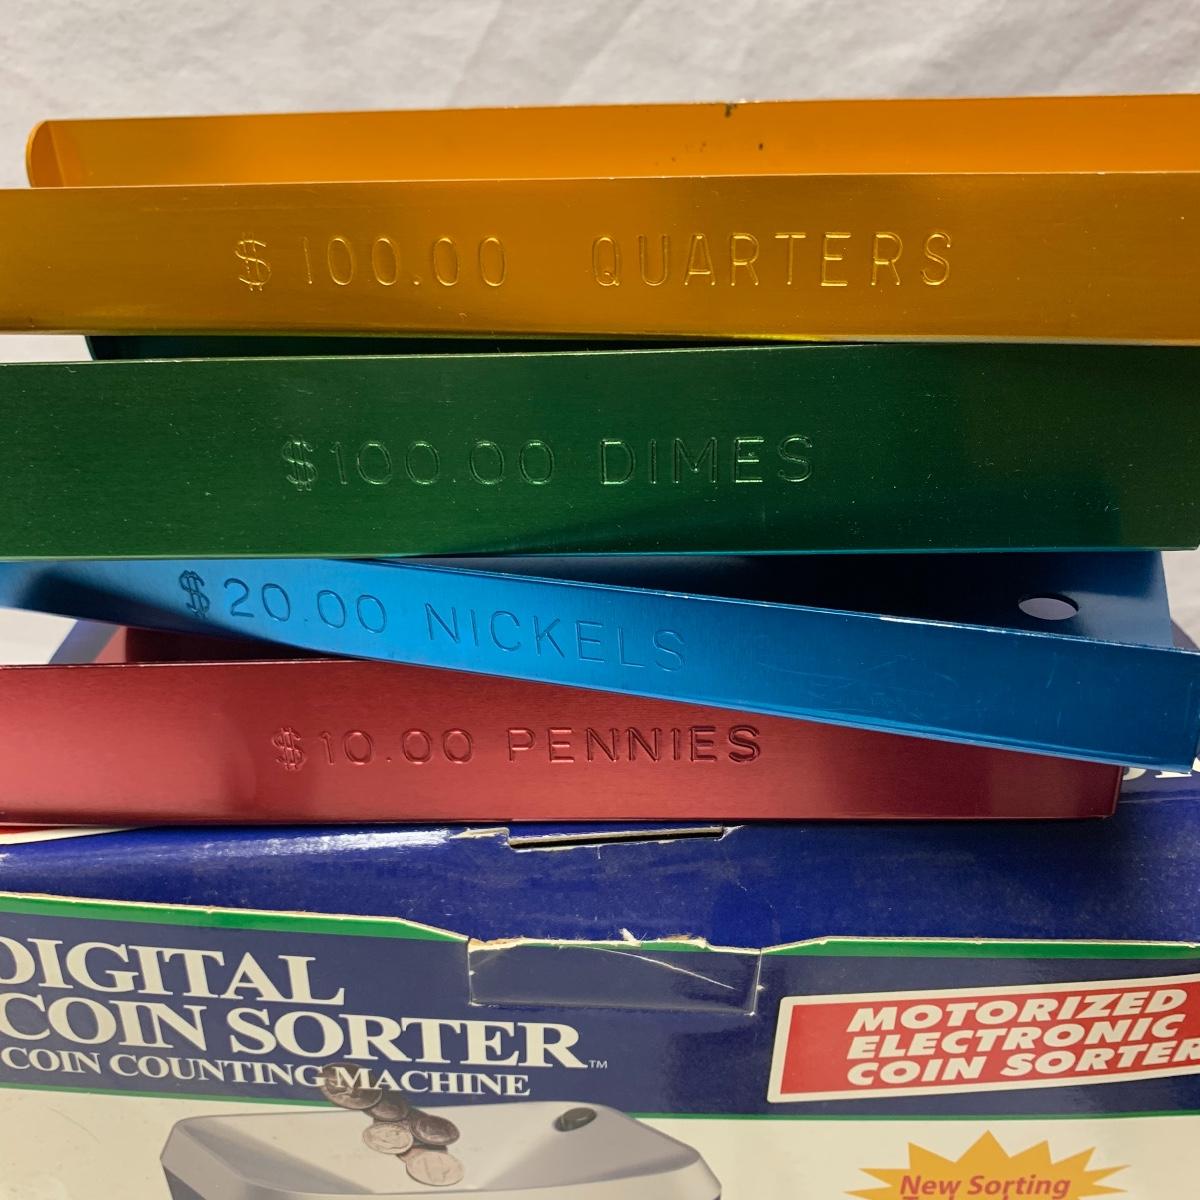 $ 100.00 QUARTERS
$100.00 DIMES
$20.00 NICKELS
$10.00 PENNIES
DIGITAL
COIN SORTER™
COIN COUNTING MACHINE
MOTORIZED
ELECTRONIC
COIN SORTER
New Sorting